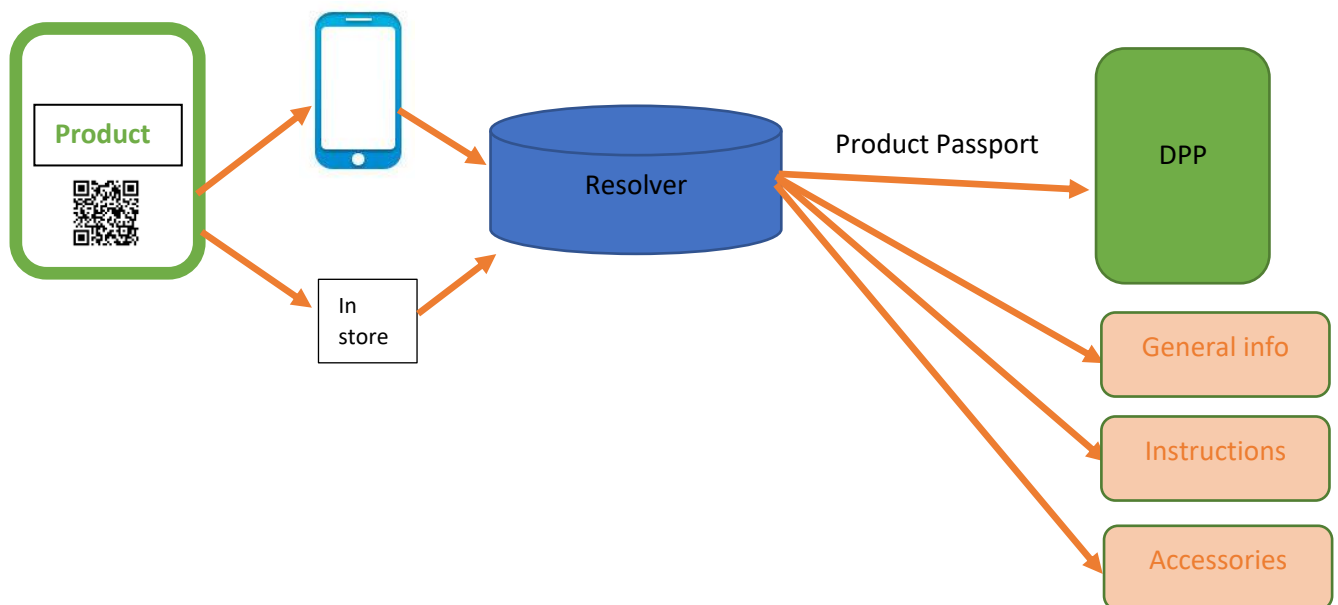 Product
In
store
Resolver
Product Passport
DPP
General info
Instructions
Accessories